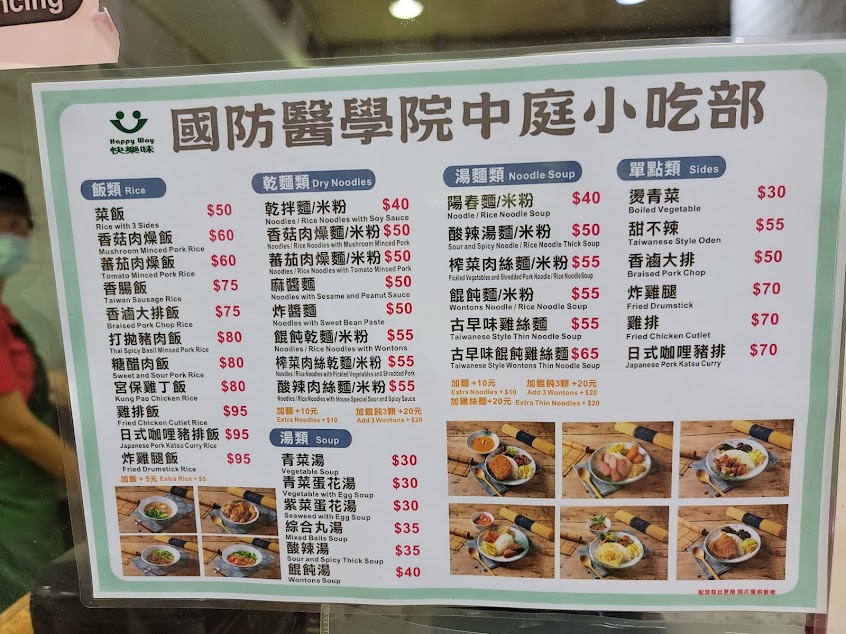 ncing
Happy Way
快樂味
國防醫學院中庭小吃部
飯類 Rice
菜飯 $50
Rice with 3 Sides
香菇肉燥飯 $60
Mushroom Minced Pork Rice
蕃茄肉燥飯 $60
Tomato Minced Pork Rice
香腸飯 $75
Taiwan Sausage Rice
香滷大排飯 $75
Braised Pork Chop Rice
打拋豬肉飯 $80
Thai Spicy Basil Minced Pork Rice
糖醋肉飯 $80
Sweet and Sour Pork Rice
宮保雞丁飯 $80
Kung Pao Chicken Rice
雞排飯 $95
Fried Chicken Cutlet Rice
日式咖哩豬排飯 $95
Japanese Pork Katsu Curry Rice
炸雞腿飯 $95
Fried Drumstick Rice
加飯 + 5元 Extra Rice + $5
乾麵類 Dry Noodles
乾拌麵/米粉 $40
Noodles / Rice Noodles with Soy Sauce
香菇肉燥麵/米粉 $50
Noodles / Rice Noodles with Mushroom Minced Pork
蕃茄肉燥麵/米粉 $50
Noodles / Rice Noodles with Tomato Minced Pork
麻醬麵 $50
Noodles with Sesame and Peanut Sauce
炸醬麵 $50
Noodles with Sweet Bean Paste
餛飩乾麵/米粉 $55
Noodles / Rice Noodles with Wontons
榨菜肉絲乾麵/米粉 $55
Noodles / Rice Noodles with Pickled Vegetables and Shredded Pork
酸辣肉絲麵/米粉 $55
Noodles / Rice Noodles with House Special Sour and Spicy Sauce
加麵 +10元 加餛飩3顆 +20元
Extra Noodles + $10 Add 3 Wontons + $20
湯類 Soup
青菜湯 $30
Vegetable Soup
青菜蛋花湯 $30
Vegetable with Egg Soup
紫菜蛋花湯 $30
Seaweed with Egg Soup
綜合丸湯 $35
Mixed Balls Soup
酸辣湯 $35
Sour and Spicy Thick Soup
餛飩湯 $40
Wontons Soup
湯麵類 Noodle Soup
陽春麵/米粉 $40
Noodle / Rice Noodle Soup
酸辣湯麵/米粉 $50
Sour and Spicy Noodle / Rice Noodle Thick Soup
榨菜肉絲麵/米粉 $55
Pickled Vegetables and Shredded Pork Noodle / Rice Noodle Soup
餛飩麵/米粉 $55
Wontons Noodle / Rice Noodle Soup
古早味雞絲麵 $55
Taiwanese Style Thin Noodle Soup
古早味餛飩雞絲麵 $65
Taiwanese Style Wontons Thin Noodle Soup
加麵 +10元 加餛飩3顆 +20元
Extra Noodles + $10 Add 3 Wontons + $20
加雞絲麵+20元 Extra Thin Noodles + $20
單點類 Sides
燙青菜 $30
Boiled Vegetable
甜不辣 $55
Taiwanese Style Oden
香滷大排 $50
Braised Pork Chop
炸雞腿 $70
Fried Drumstick
雞排 $70
Fried Chicken Cutlet
日式咖哩豬排 $70
Japanese Pork Katsu Curry
配菜每日更換 照片僅供參考